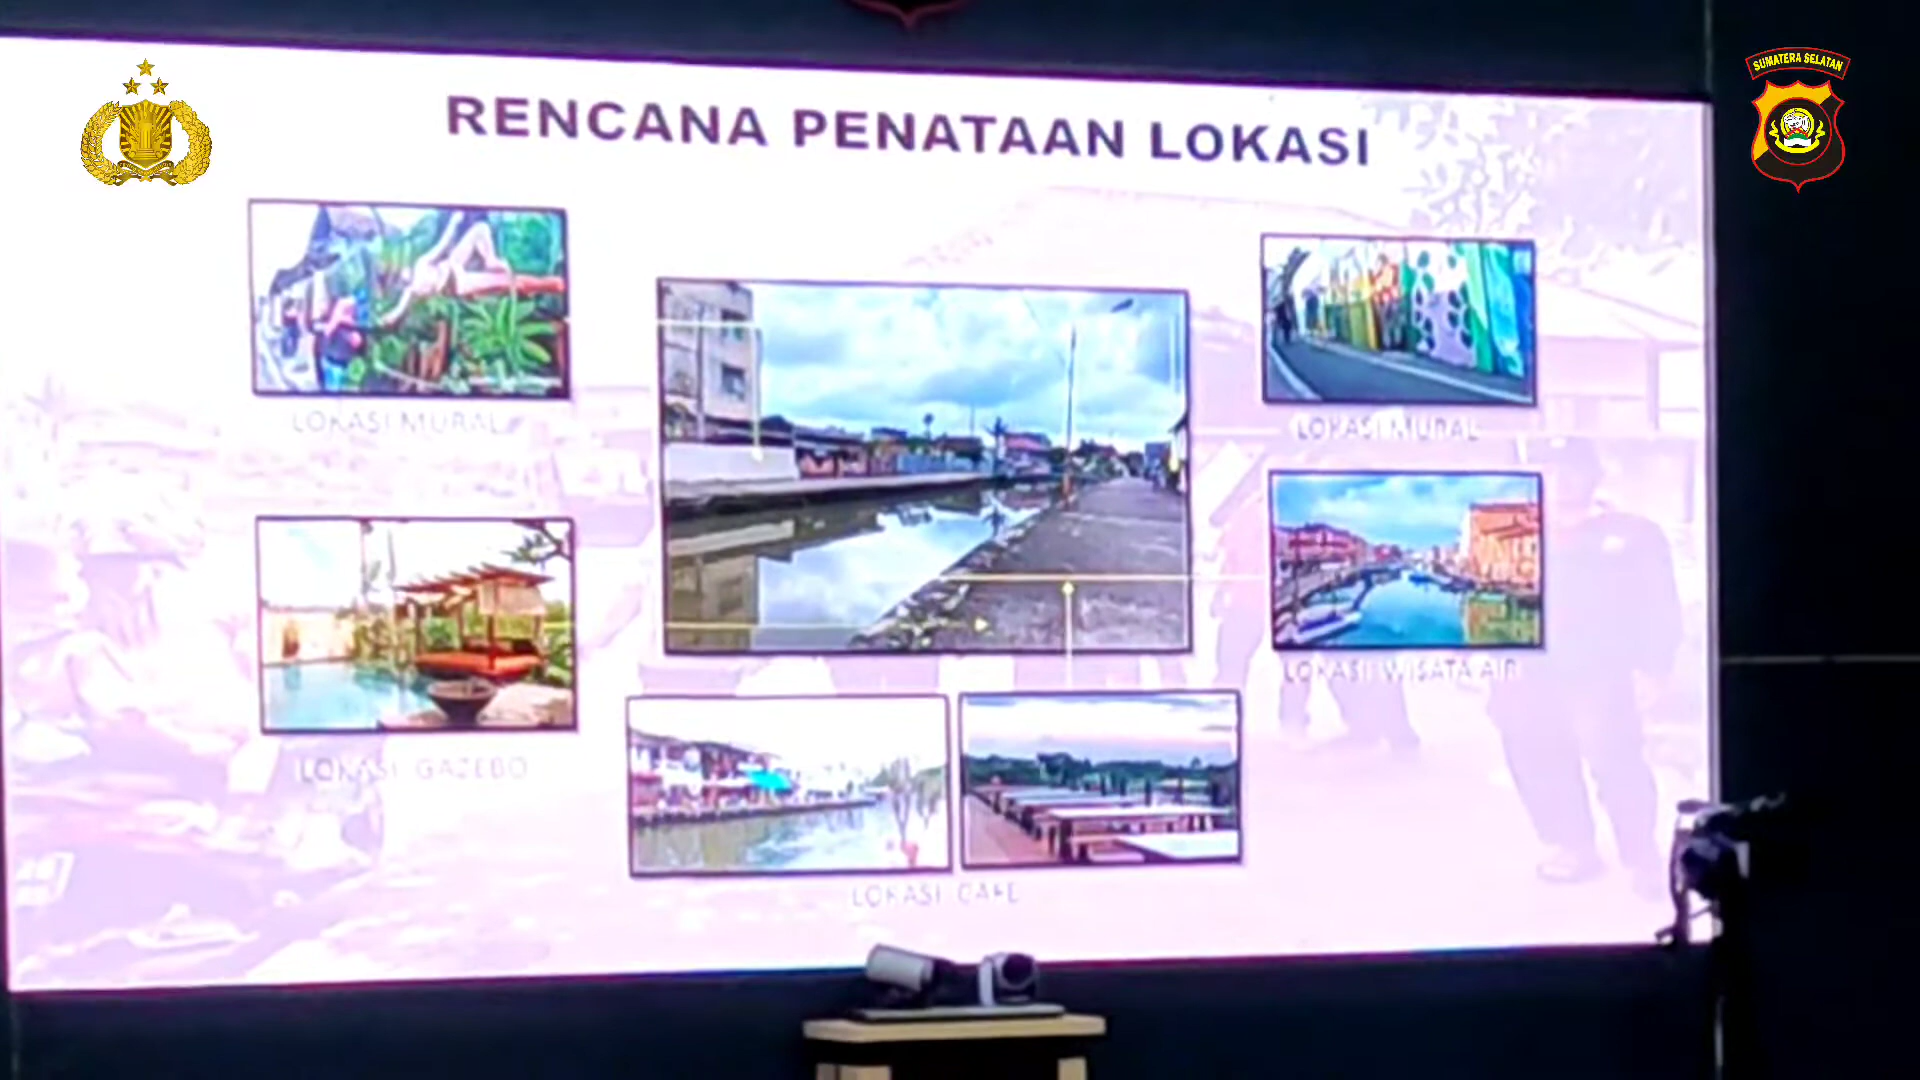 SUMATERA SELATAN
RENCANA PENATAAN LOKASI
LOKASI MURAL
LOKASI MURAL
LOKASI WISATA AIR
LOKASI GAZEBO
LOKASI CAFE